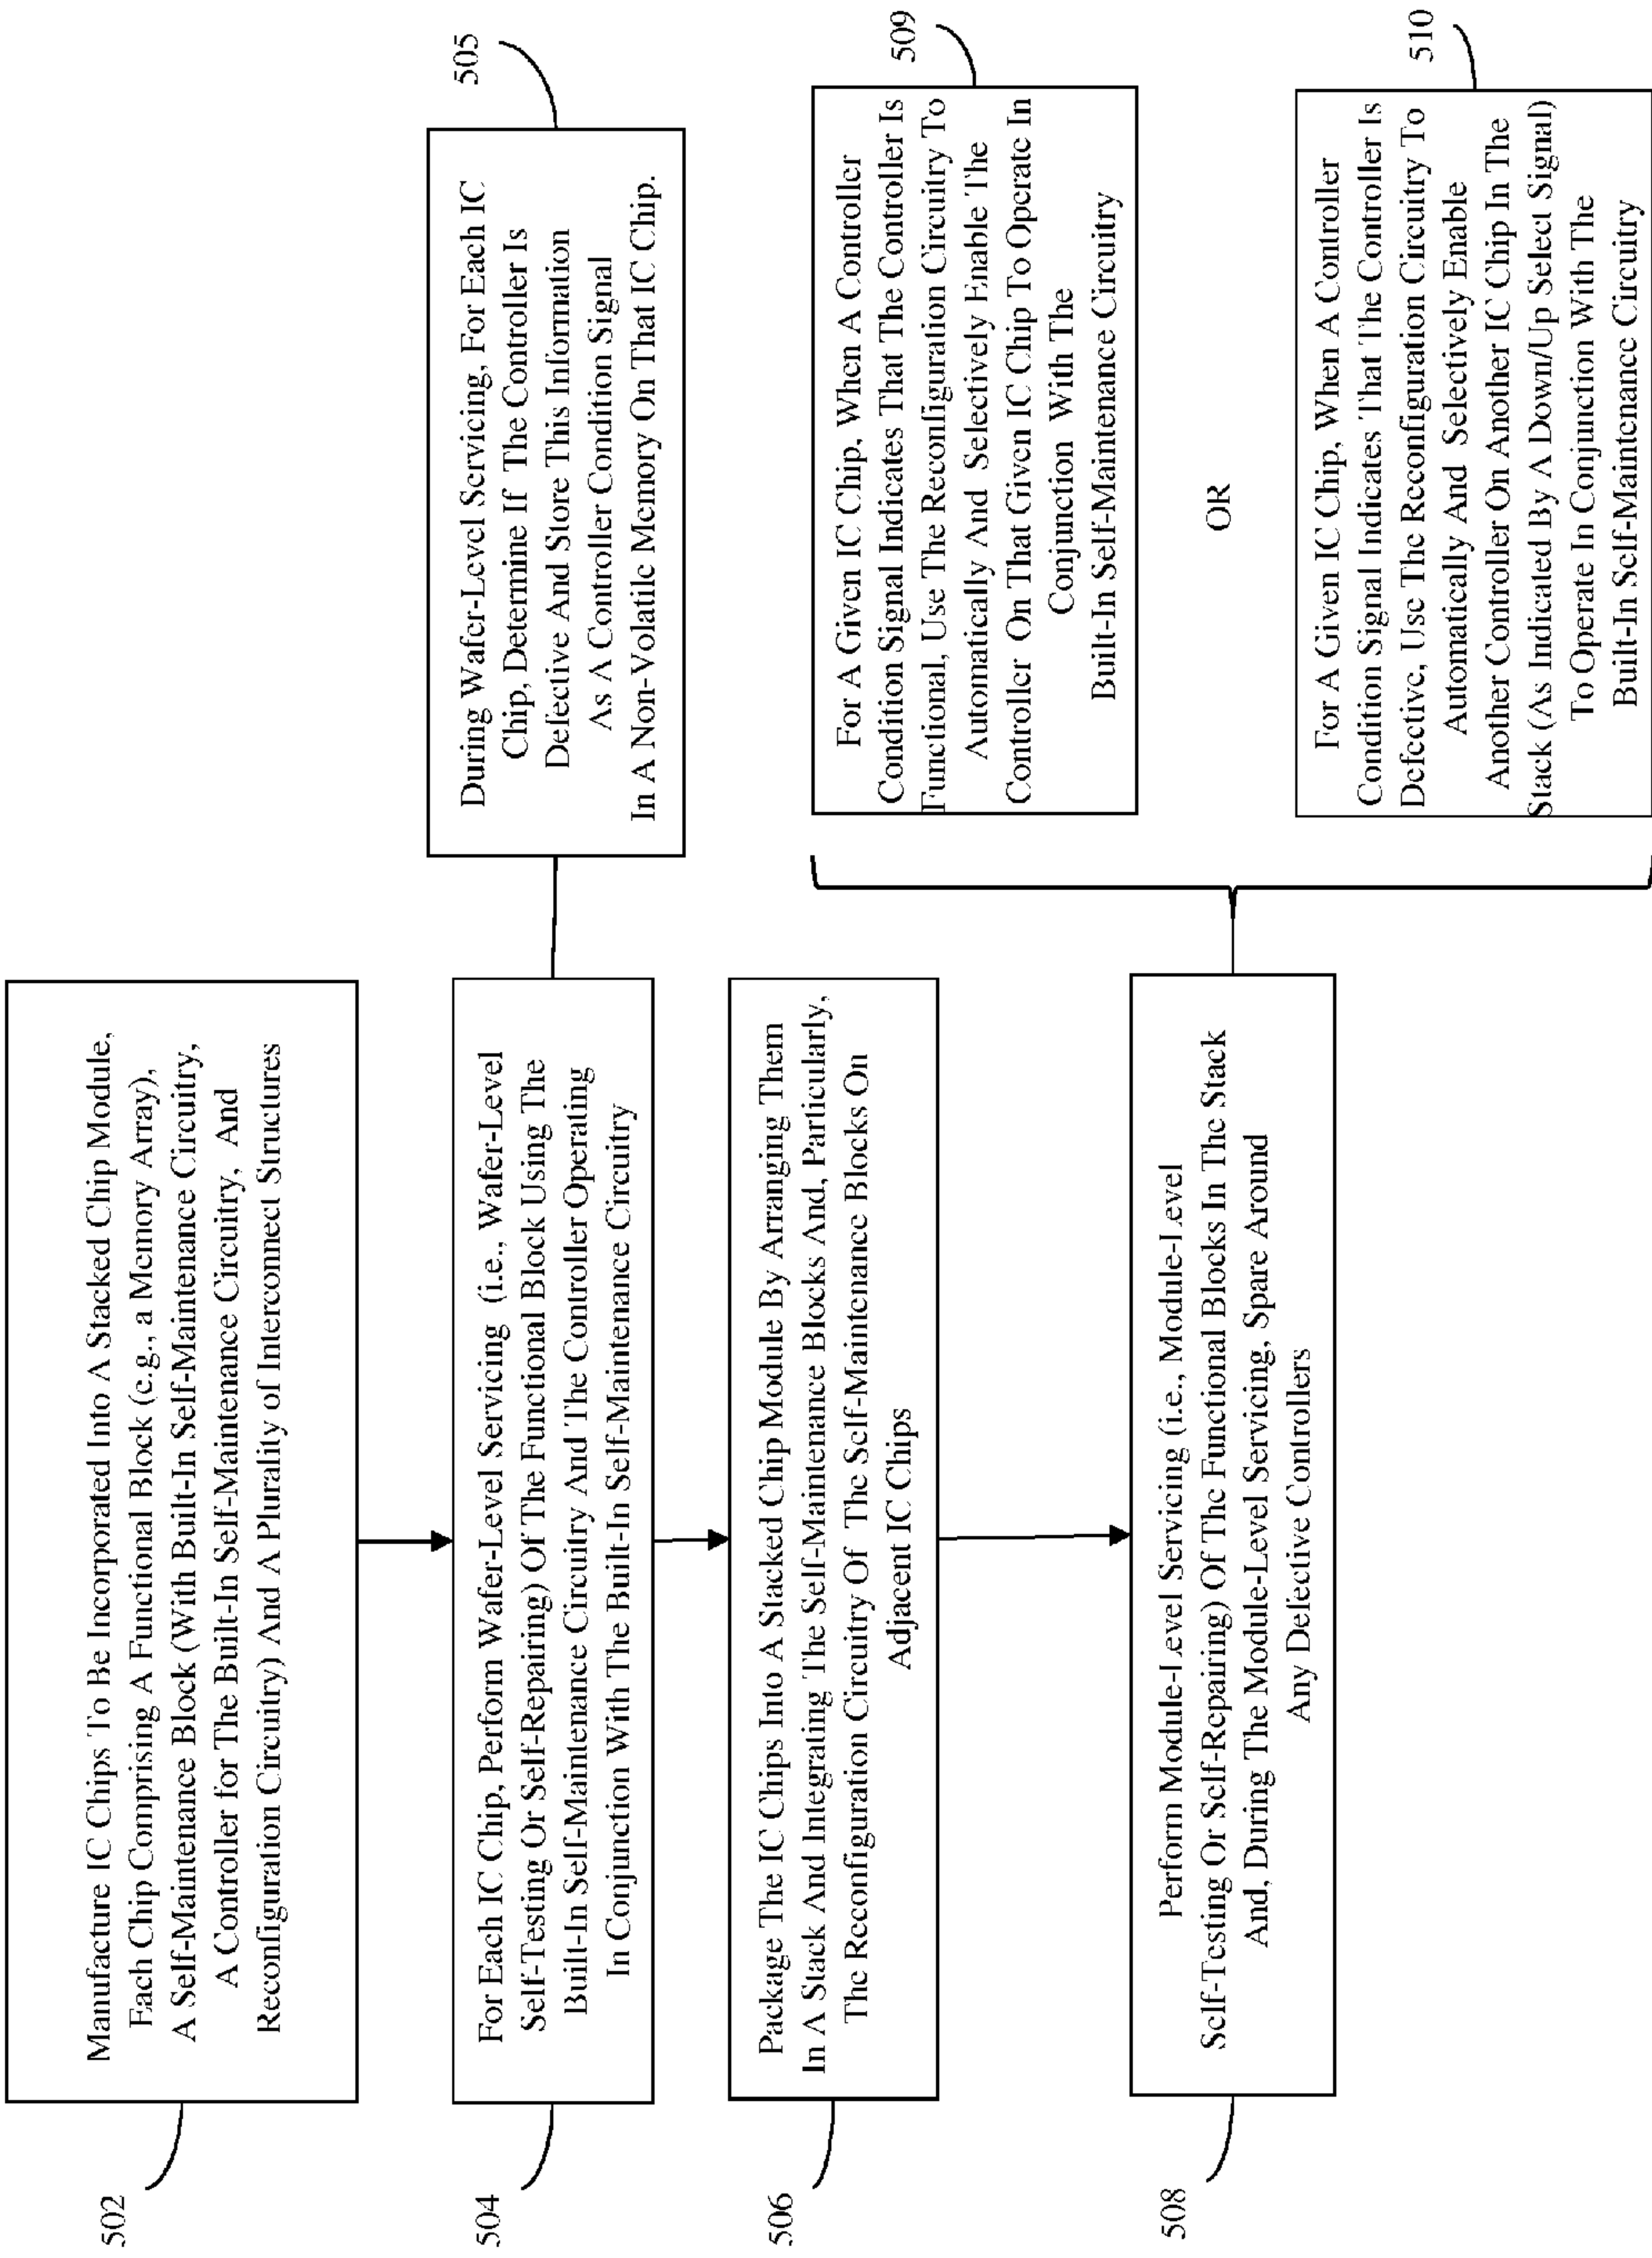 502
Manufacture IC Chips To Be Incorporated Into A Stacked Chip Module,
Each Chip Comprising A Functional Block (e.g., a Memory Array),
A Self-Maintenance Block (With Built-In Self-Maintenance Circuitry,
A Controller for The Built-In Self-Maintenance Circuitry, And
Reconfiguration Circuitry) And A Plurality of Interconnect Structures
504
For Each IC Chip, Perform Wafer-Level Servicing (i.e., Wafer-Level
Self-Testing Or Self-Repairing) Of The Functional Block Using The
Built-In Self-Maintenance Circuitry And The Controller Operating
In Conjunction With The Built-In Self-Maintenance Circuitry
505
During Wafer-Level Servicing, For Each IC
Chip, Determine If The Controller Is
Defective And Store This Information
As A Controller Condition Signal
In A Non-Volatile Memory On That IC Chip.
506
Package The IC Chips Into A Stacked Chip Module By Arranging Them
In A Stack And Integrating The Self-Maintenance Blocks And, Particularly,
The Reconfiguration Circuitry Of The Self-Maintenance Blocks On
Adjacent IC Chips
508
Perform Module-Level Servicing (i.e., Module-Level
Self-Testing Or Self-Repairing) Of The Functional Blocks In The Stack
And, During The Module-Level Servicing, Spare Around
Any Defective Controllers
509
For A Given IC Chip, When A Controller
Condition Signal Indicates That The Controller Is
Functional, Use The Reconfiguration Circuitry To
Automatically And Selectively Enable The
Controller On That Given IC Chip To Operate In
Conjunction With The
Built-In Self-Maintenance Circuitry
OR
510
For A Given IC Chip, When A Controller
Condition Signal Indicates That The Controller Is
Defective, Use The Reconfiguration Circuitry To
Automatically And Selectively Enable
Another Controller On Another IC Chip In The
Stack (As Indicated By A Down/Up Select Signal)
To Operate In Conjunction With The
Built-In Self-Maintenance Circuitry